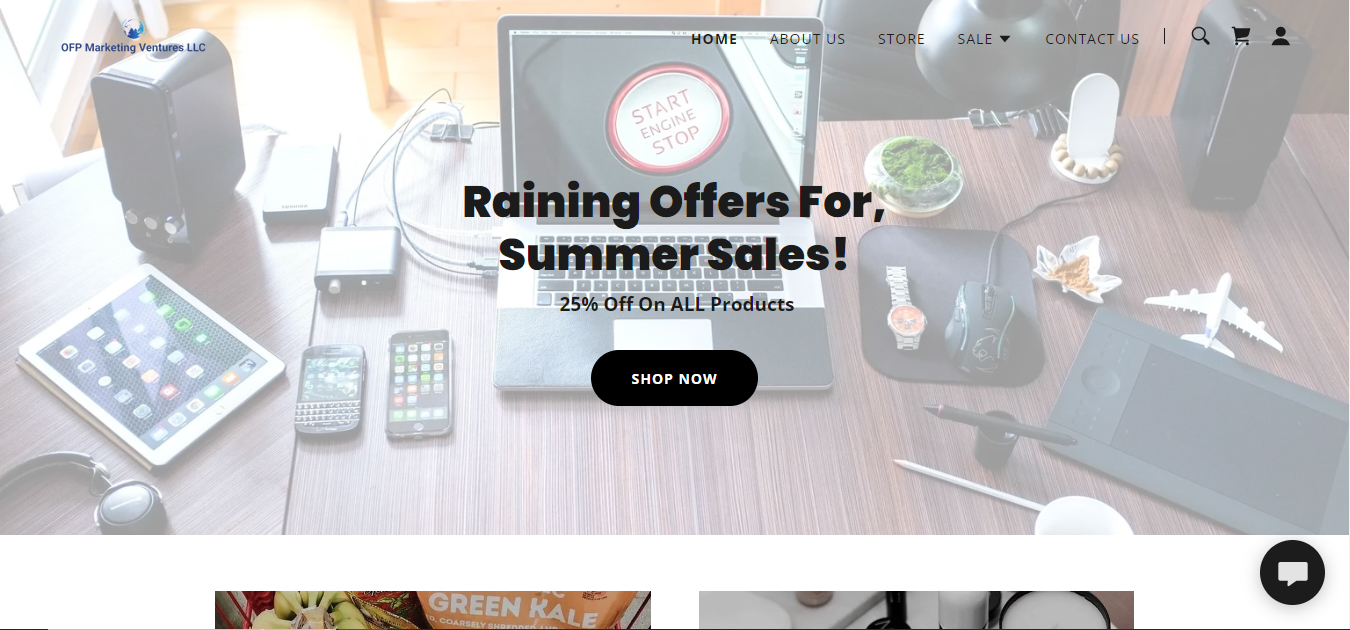 OFP Marketing Ventures LLC
HOME
ABOUT US
STORE
SALE
CONTACT US
START
ENGINE
STOP
Raining Offers For,
Summer Sales!
25% Off On ALL Products
SHOP NOW
GREEN KALE